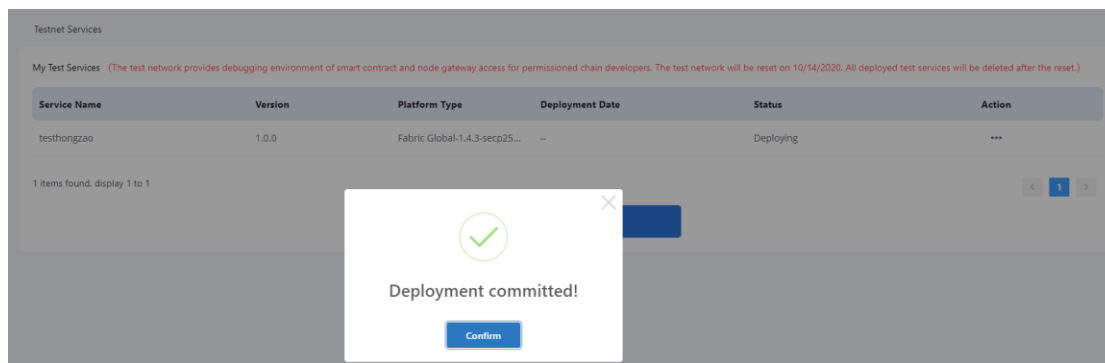 Testnet Services
My Test Services (The test network provides debugging environment of smart contract and node gateway access for permissioned chain developers. The test network will be reset on 10/14/2020. All deployed test services will be deleted after the reset.)
Service Name Version Platform Type Deployment Date Status Action
testhongzao 1.0.0 Fabric Global-1.4.3-secp25... -- Deploying •••
1 items found, display 1 to 1
< 1 >
Deployment committed!
Confirm